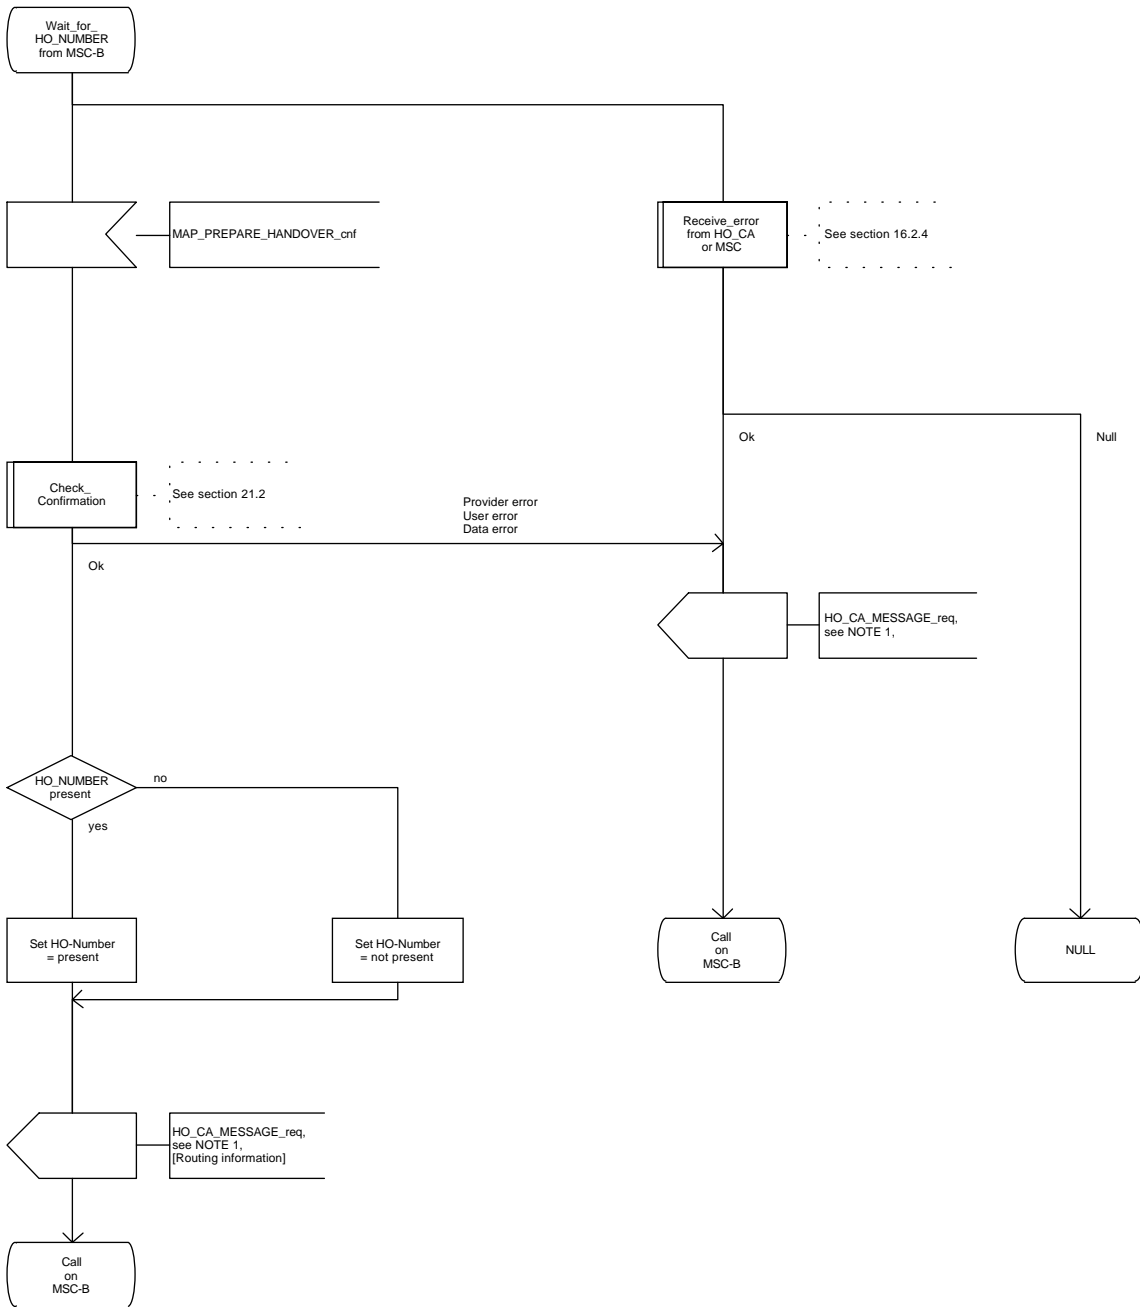 Wait_for_
HO_NUMBER
from MSC-B
MAP_PREPARE_HANDOVER_cnf
Receive_error
from HO_CA
or MSC
See section 16.2.4
Ok
Null
Check_
Confirmation
See section 21.2
Provider error
User error
Data error
Ok
HO_CA_MESSAGE_req,
see NOTE 1,
HO_NUMBER
present
no
yes
Set HO-Number
= present
Set HO-Number
= not present
Call
on
MSC-B
NULL
HO_CA_MESSAGE_req,
see NOTE 1,
[Routing information]
Call
on
MSC-B